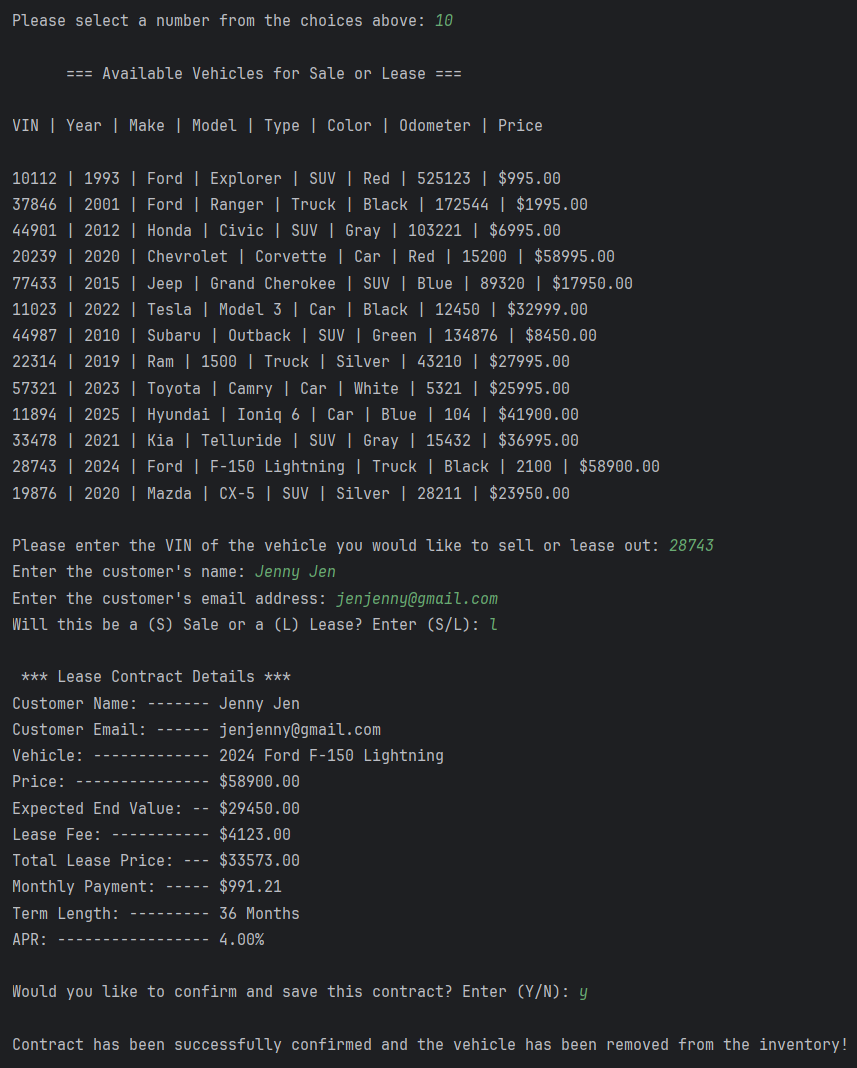 Please select a number from the choices above: 10
=== Available Vehicles for Sale or Lease ===
VIN | Year | Make | Model | Type | Color | Odometer | Price
10112 | 1993 | Ford | Explorer | SUV | Red | 525123 | $995.00
37846 | 2001 | Ford | Ranger | Truck | Black | 172544 | $1995.00
44901 | 2012 | Honda | Civic | SUV | Gray | 103221 | $6995.00
20239 | 2020 | Chevrolet | Corvette | Car | Red | 15200 | $58995.00
77433 | 2015 | Jeep | Grand Cherokee | SUV | Blue | 89320 | $17950.00
11023 | 2022 | Tesla | Model 3 | Car | Black | 12450 | $32999.00
44987 | 2010 | Subaru | Outback | SUV | Green | 134876 | $8450.00
22314 | 2019 | Ram | 1500 | Truck | Silver | 43210 | $27995.00
57321 | 2023 | Toyota | Camry | Car | White | 5321 | $25995.00
11894 | 2025 | Hyundai | Ioniq 6 | Car | Blue | 104 | $41900.00
33478 | 2021 | Kia | Telluride | SUV | Gray | 15432 | $36995.00
28743 | 2024 | Ford | F-150 Lightning | Truck | Black | 2100 | $58900.00
19876 | 2020 | Mazda | CX-5 | SUV | Silver | 28211 | $23950.00
Please enter the VIN of the vehicle you would like to sell or lease out: 28743
Enter the customer's name: Jenny Jen
Enter the customer's email address: jenjenny@gmail.com
Will this be a (S) Sale or a (L) Lease? Enter (S/L): l
*** Lease Contract Details ***
Customer Name: ------- Jenny Jen
Customer Email: ------ jenjenny@gmail.com
Vehicle: ------------- 2024 Ford F-150 Lightning
Price: --------------- $58900.00
Expected End Value: -- $29450.00
Lease Fee: ----------- $4123.00
Total Lease Price: --- $33573.00
Monthly Payment: ----- $991.21
Term Length: --------- 36 Months
APR: ----------------- 4.00%
Would you like to confirm and save this contract? Enter (Y/N): y
Contract has been successfully confirmed and the vehicle has been removed from the inventory!